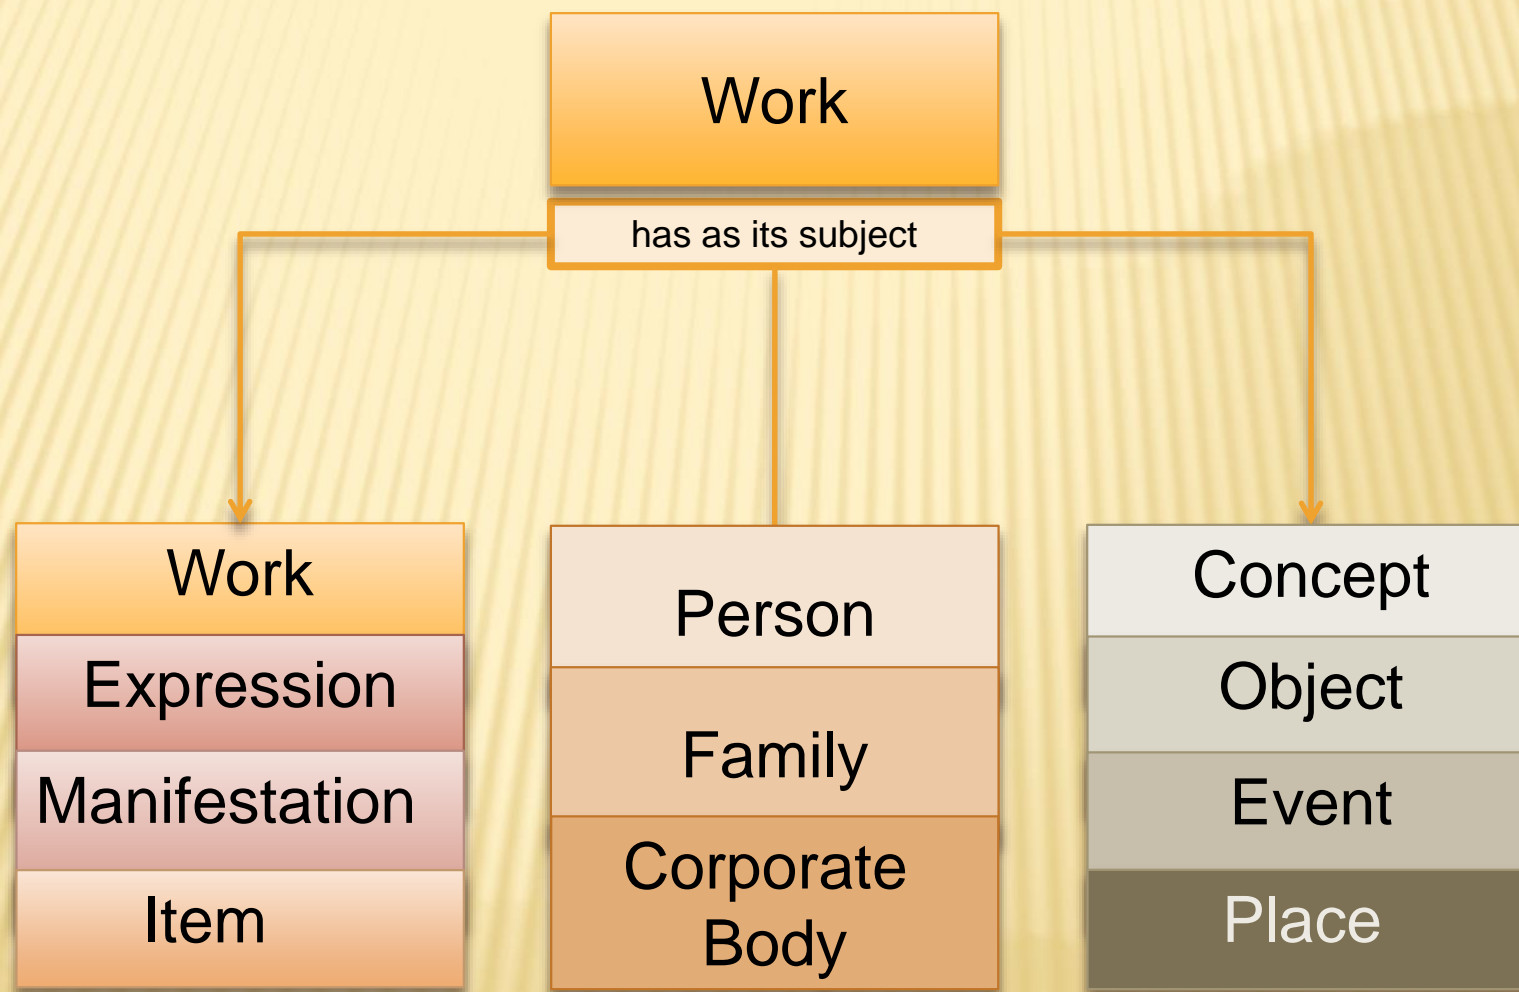 Work
has as its subject
Work
Expression
Manifestation
Item
Person
Family
Corporate
Body
Concept
Object
Event
Place